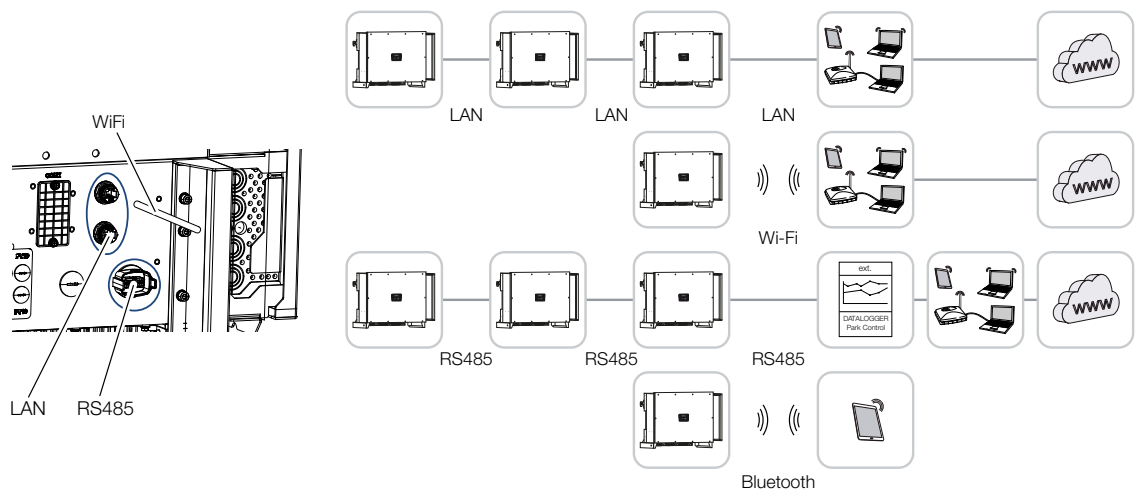 WiFi
LAN
RS485
LAN
LAN
LAN
www
Wi-Fi
www
ext.
DATALOGGER
Park Control
www
RS485
RS485
RS485
Bluetooth